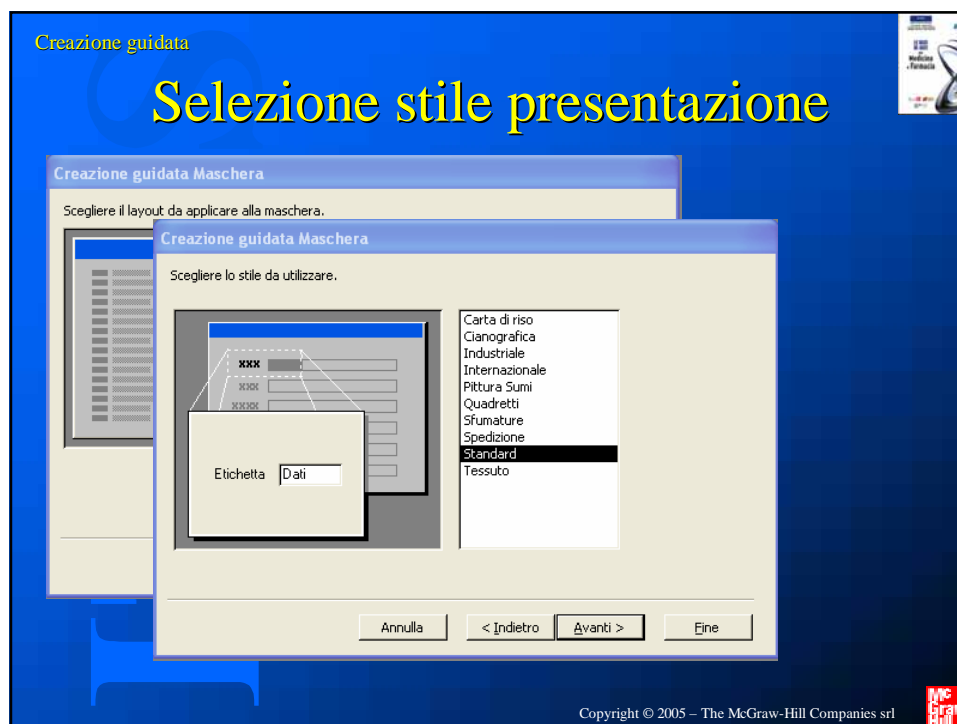 Creazione guidata
Medicina
e Farmacia
Selezione stile presentazione
Creazione guidata Maschera
Scegliere il layout da applicare alla maschera.
Creazione guidata Maschera
Scegliere lo stile da utilizzare.
xxx
xxx
xxxx
Etichetta Dati
Carta di riso
Cianografica
Industriale
Internazionale
Pittura Sumi
Quadretti
Sfumature
Spedizione
Standard
Tessuto
Annulla < Indietro Avanti > Fine
Copyright © 2005 – The McGraw-Hill Companies srl